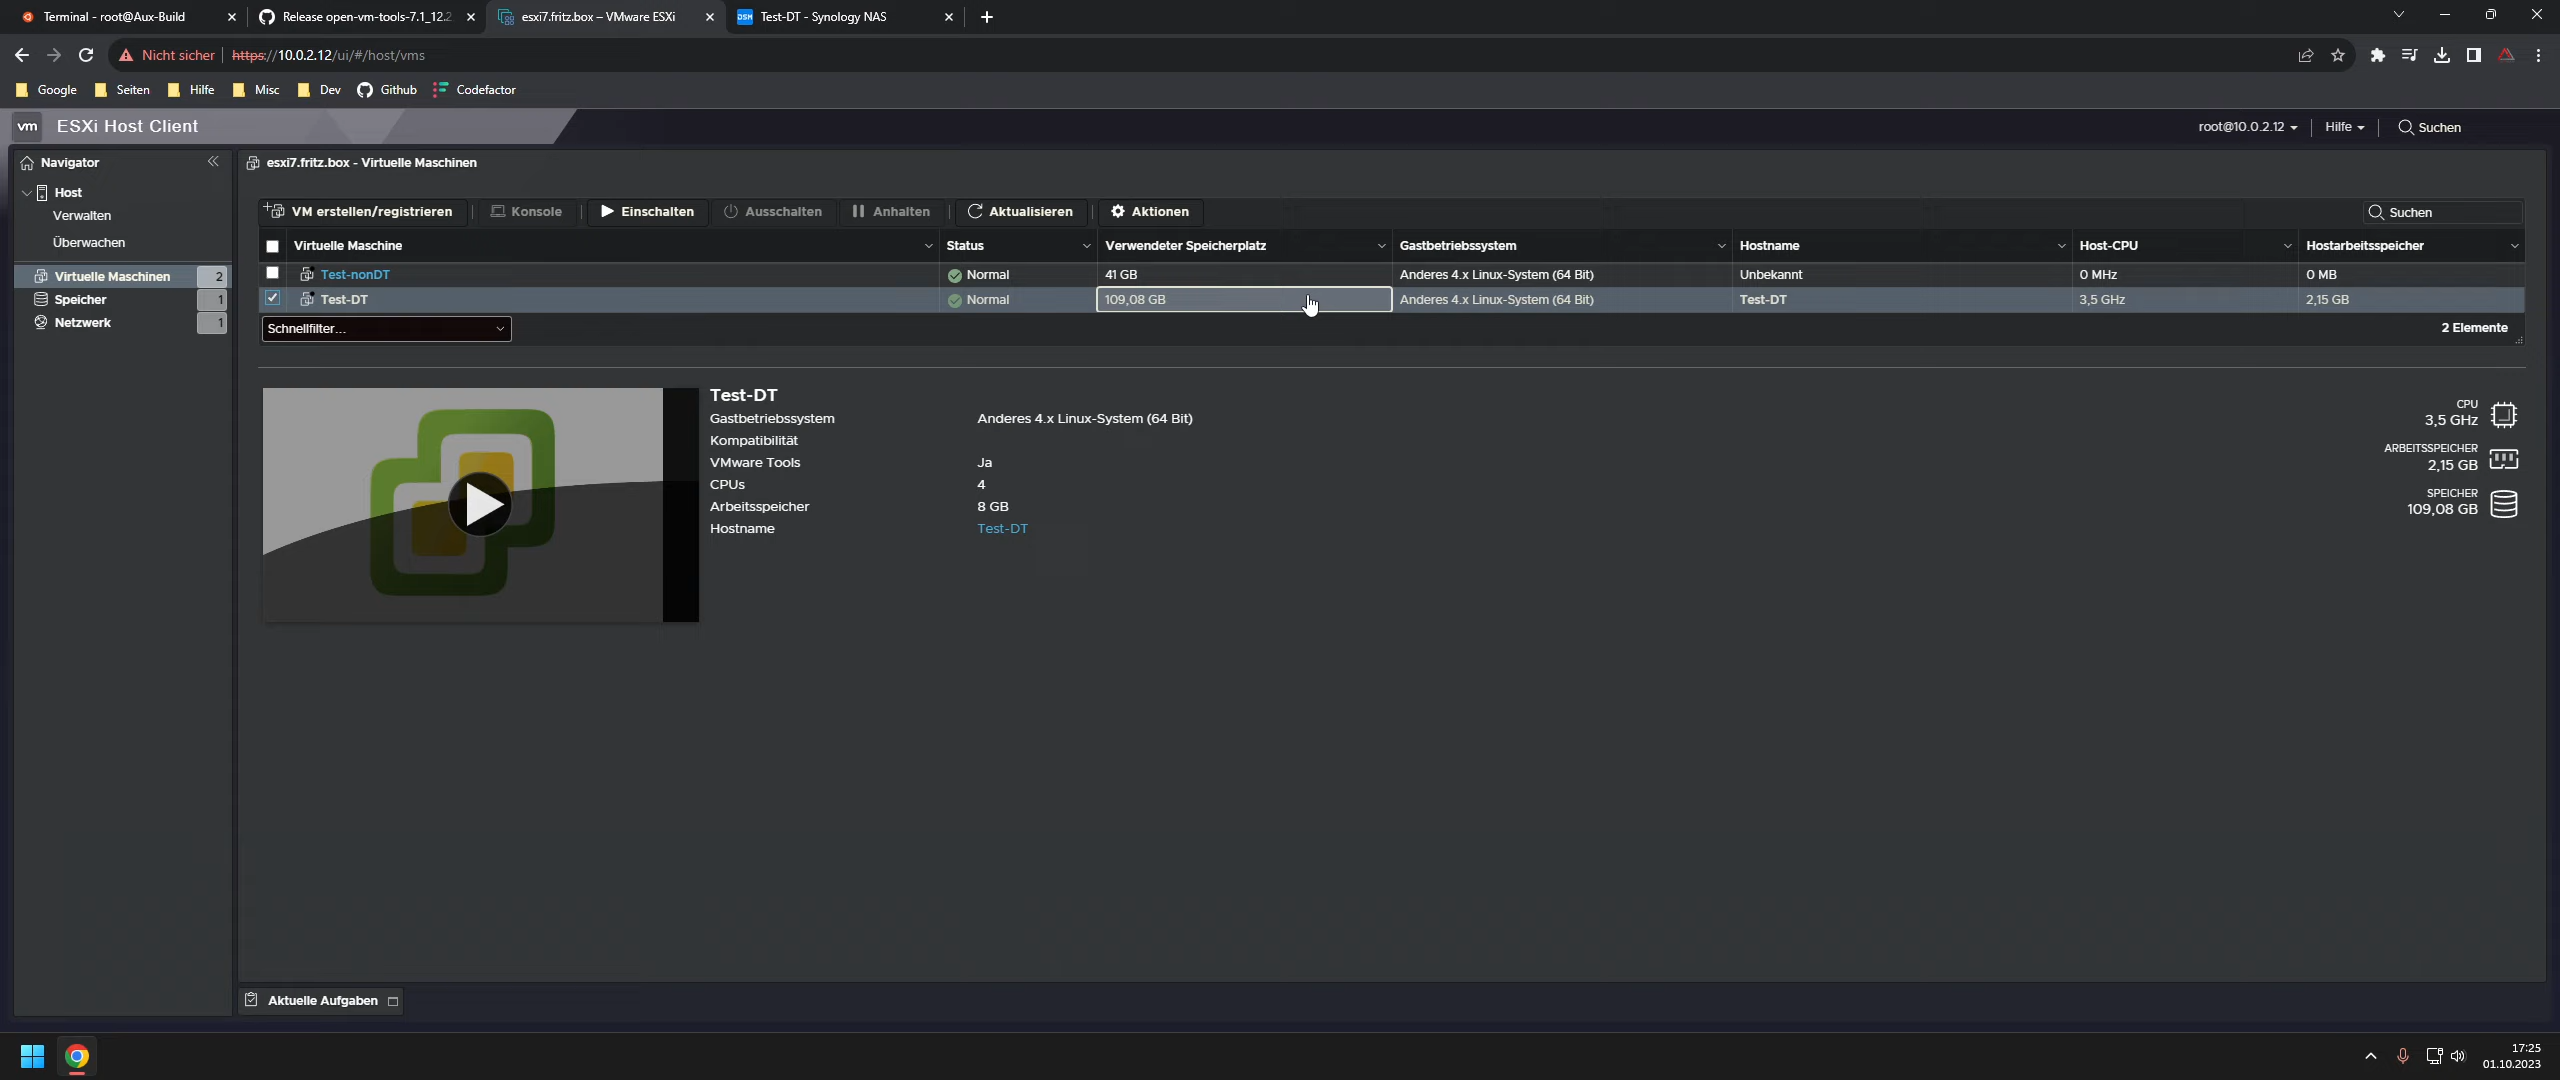 Terminal - root@Aux-Build
Release open-vm-tools-7.1_12.2
esxi7.fritz.box – VMware ESXi
DSM
Test-DT - Synology NAS
Nicht sicher
https://10.0.2.12/ui/#/host/vms
Google
Seiten
Hilfe
Misc
Dev
Github
Codefactor
vm
ESXi Host Client
root@10.0.2.12
Hilfe
Suchen
Navigator
Host
Verwalten
Überwachen
Virtuelle Maschinen 2
Speicher 1
Netzwerk 1
esxi7.fritz.box - Virtuelle Maschinen
VM erstellen/registrieren
Konsole
Einschalten
Ausschalten
Anhalten
Aktualisieren
Aktionen
Suchen
Virtuelle Maschine Status Verwendeter Speicherplatz Gastbetriebssystem Hostname Host-CPU Hostarbeitsspeicher
Test-nonDT Normal 41 GB Anderes 4.x Linux-System (64 Bit) Unbekannt 0 MHz 0 MB
Test-DT Normal 109,08 GB Anderes 4.x Linux-System (64 Bit) Test-DT 3,5 GHz 2,15 GB
Schnellfilter...
2 Elemente
Test-DT
Gastbetriebssystem Anderes 4.x Linux-System (64 Bit)
Kompatibilität
VMware Tools Ja
CPUs 4
Arbeitsspeicher 8 GB
Hostname Test-DT
CPU
3,5 GHz
ARBEITSSPEICHER
2,15 GB
SPEICHER
109,08 GB
Aktuelle Aufgaben
17:25
01.10.2023